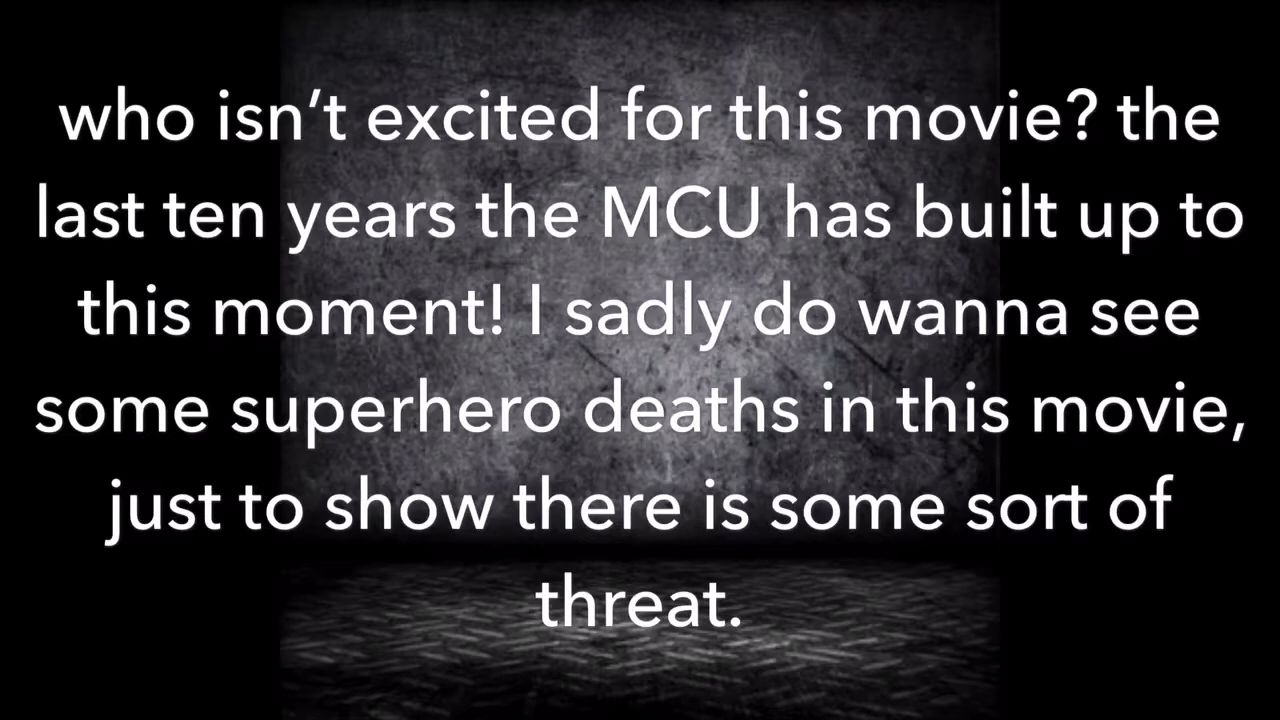 who isn’t excited for this movie? the
last ten years the MCU has built up to
this moment! I sadly do wanna see
some superhero deaths in this movie,
just to show there is some sort of
threat.